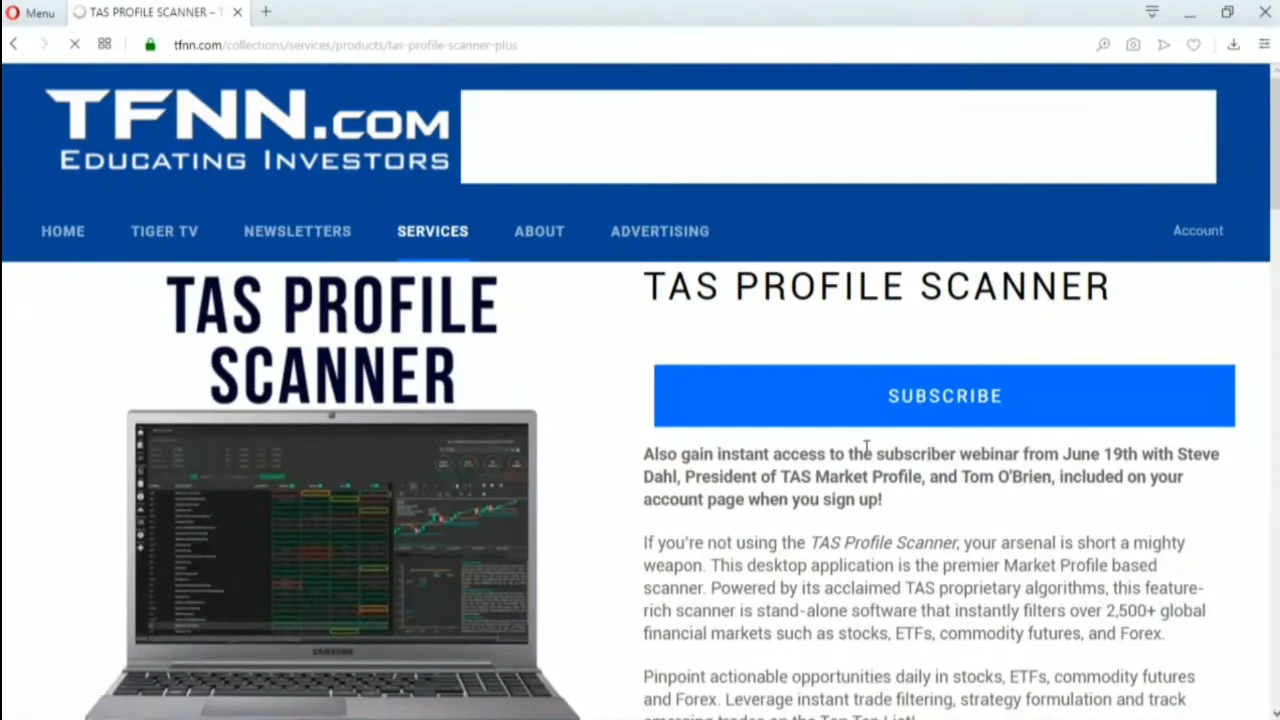 Menu
TAS PROFILE SCANNER –
tfnn.com/collections/services/products/tas-profile-scanner-plus
TFNN.COM
EDUCATING INVESTORS
HOME TIGER TV NEWSLETTERS SERVICES ABOUT ADVERTISING Account
TAS PROFILE
SCANNER
SAMSUNG
TAS PROFILE SCANNER
SUBSCRIBE
Also gain instant access to the subscriber webinar from June 19th with Steve
Dahl, President of TAS Market Profile, and Tom O'Brien, included on your
account page when you sign up!
If you're not using the TAS Profile Scanner, your arsenal is short a mighty
weapon. This desktop application is the premier Market Profile based
scanner. Powered by its acclaimed TAS proprietary algorithms, this feature-
rich scanner is stand-alone software that instantly filters over 2,500+ global
financial markets such as stocks, ETFs, commodity futures, and Forex.
Pinpoint actionable opportunities daily in stocks, ETFs, commodity futures
and Forex. Leverage instant trade filtering, strategy formulation and track
emerging trades on the Top Ten List!